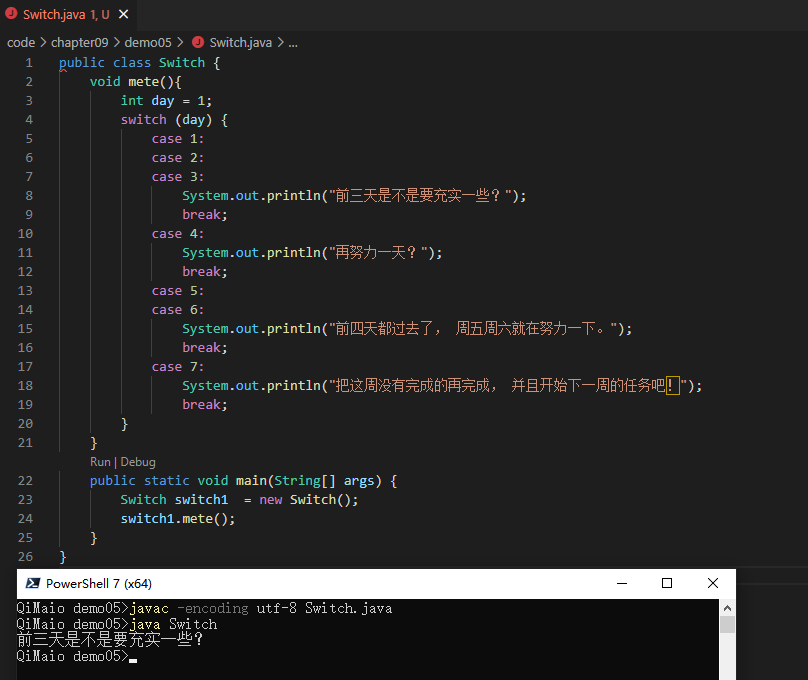 Switch.java 1, U
code > chapter09 > demo05 > Switch.java > ...
1 public class Switch {
2 void mete(){
3 int day = 1;
4 switch (day) {
5 case 1:
6 case 2:
7 case 3:
8 System.out.println("前三天是不是要充实一些？");
9 break;
10 case 4:
11 System.out.println("再努力一天？");
12 break;
13 case 5:
14 case 6:
15 System.out.println("前四天都过去了， 周五周六就在努力一下。");
16 break;
17 case 7:
18 System.out.println("把这周没有完成的再完成， 并且开始下一周的任务吧！");
19 break;
20 }
21 }
Run | Debug
22 public static void main(String[] args) {
23 Switch switch1  = new Switch();
24 switch1.mete();
25 }
26 }
PowerShell 7 (x64)
QiMaio demo05>javac -encoding utf-8 Switch.java
QiMaio demo05>java Switch
前三天是不是要充实一些？
QiMaio demo05>